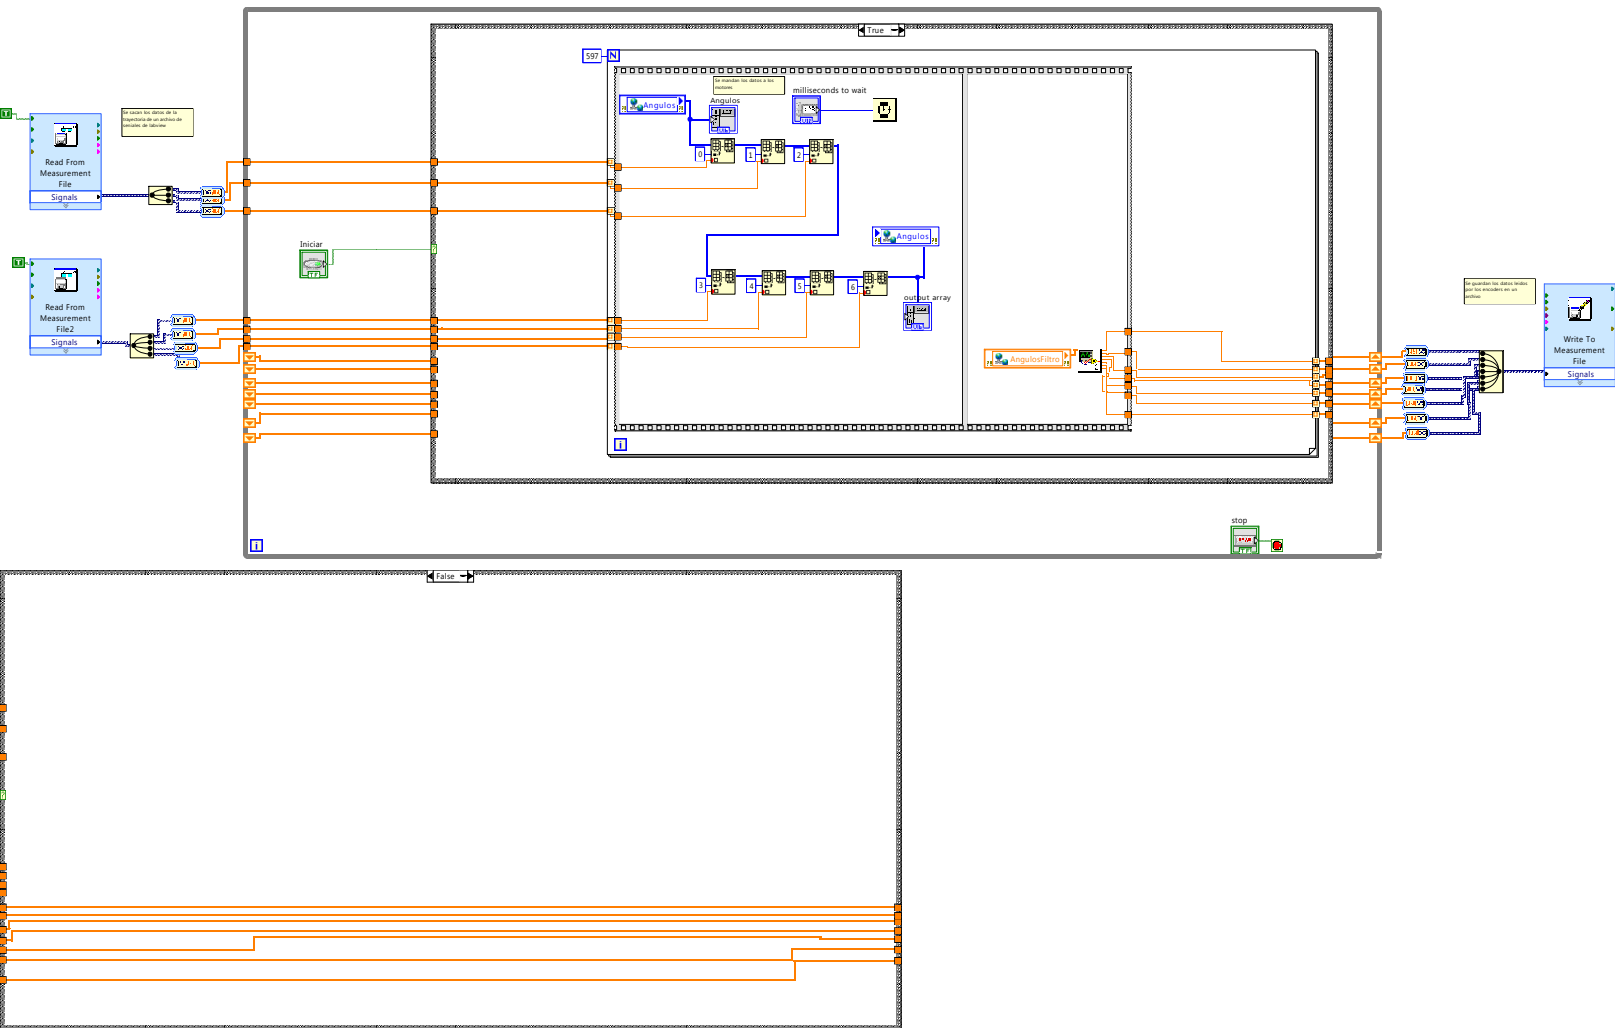 True
597
N
Se mandan los datos a los
motores
milliseconds to wait
Angulos
Angulos
T
Se sacan los datos de la
trayectoria de un archivo de
señales de labview
Read From
Measurement
File
Signals
0
1
2
Iniciar
TF
Angulos
T
Read From
Measurement
File2
Signals
3
4
5
6
output array
Se guardan los datos leidos
por los encoders en un
archivo
AngulosFiltro
Write To
Measurement
File
Signals
i
stop
TF
i
False